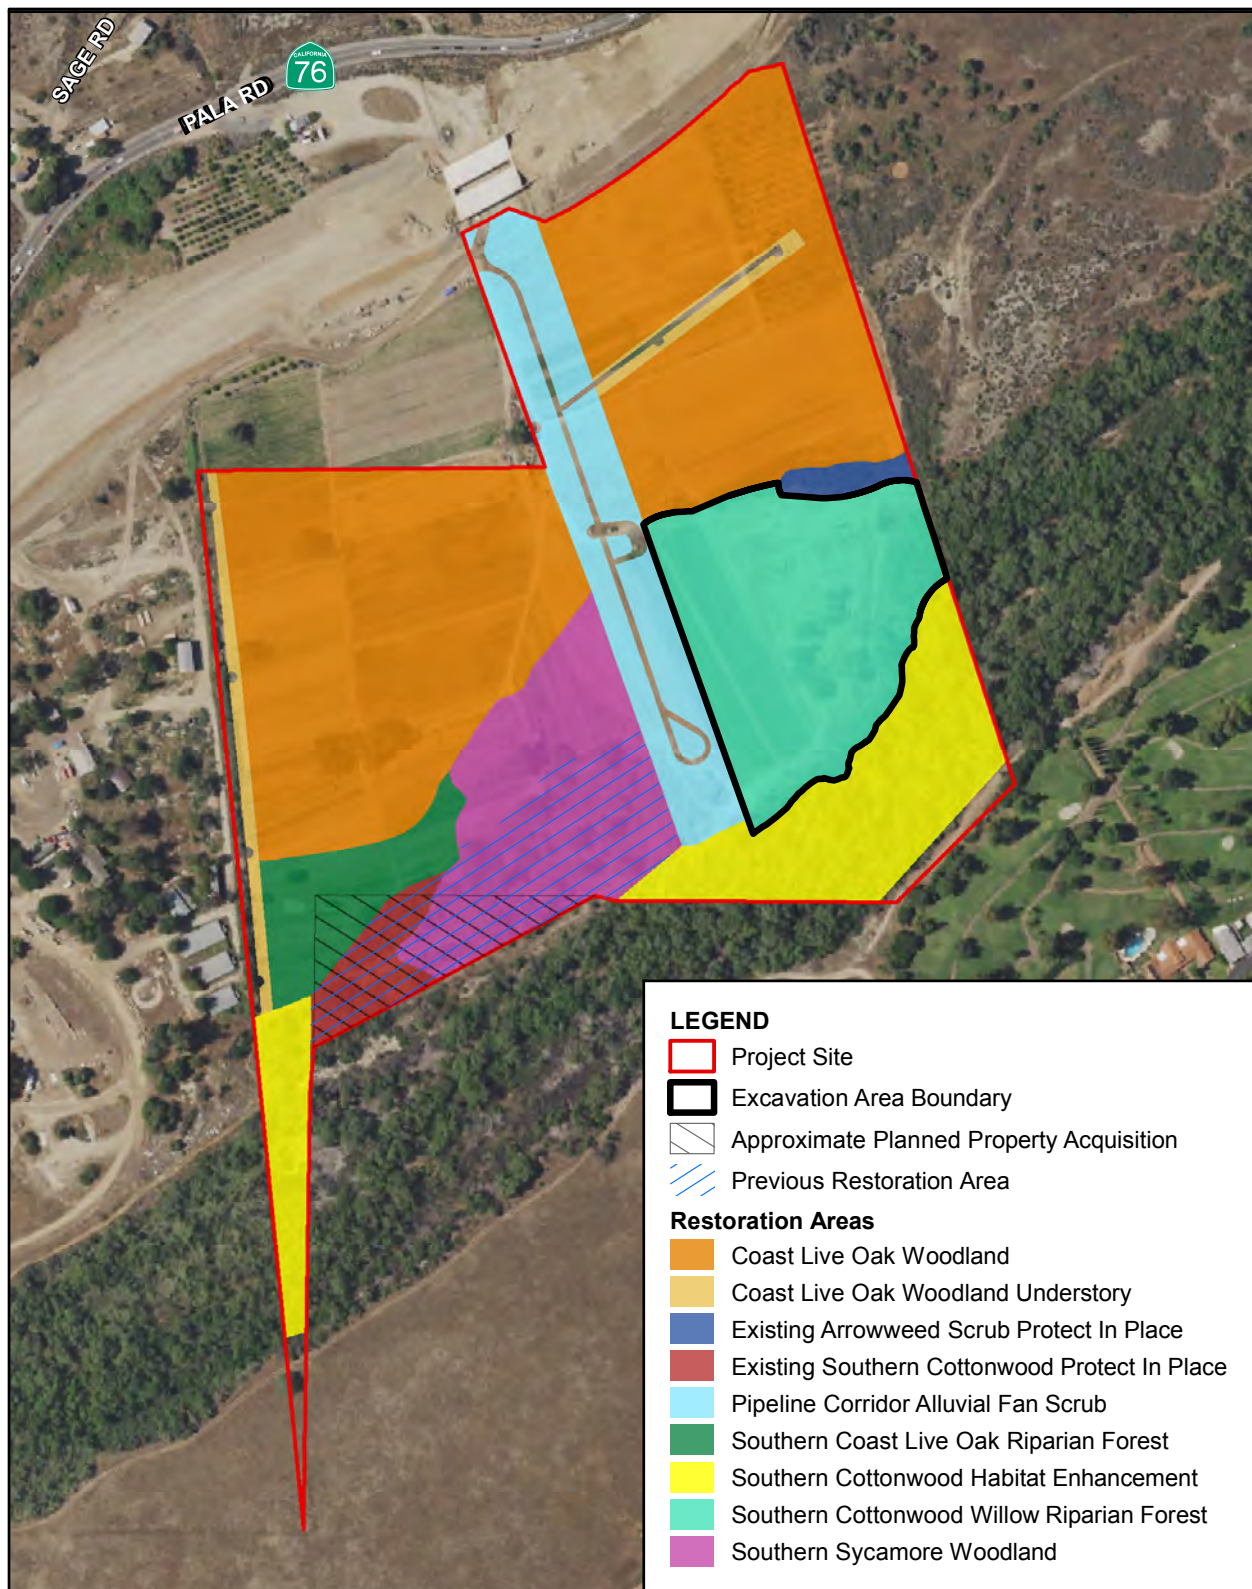 SAGE RD
PALA RD
CALIFORNIA
76
LEGEND
Project Site
Excavation Area Boundary
Approximate Planned Property Acquisition
Previous Restoration Area
Restoration Areas
Coast Live Oak Woodland
Coast Live Oak Woodland Understory
Existing Arrowweed Scrub Protect In Place
Existing Southern Cottonwood Protect In Place
Pipeline Corridor Alluvial Fan Scrub
Southern Coast Live Oak Riparian Forest
Southern Cottonwood Habitat Enhancement
Southern Cottonwood Willow Riparian Forest
Southern Sycamore Woodland